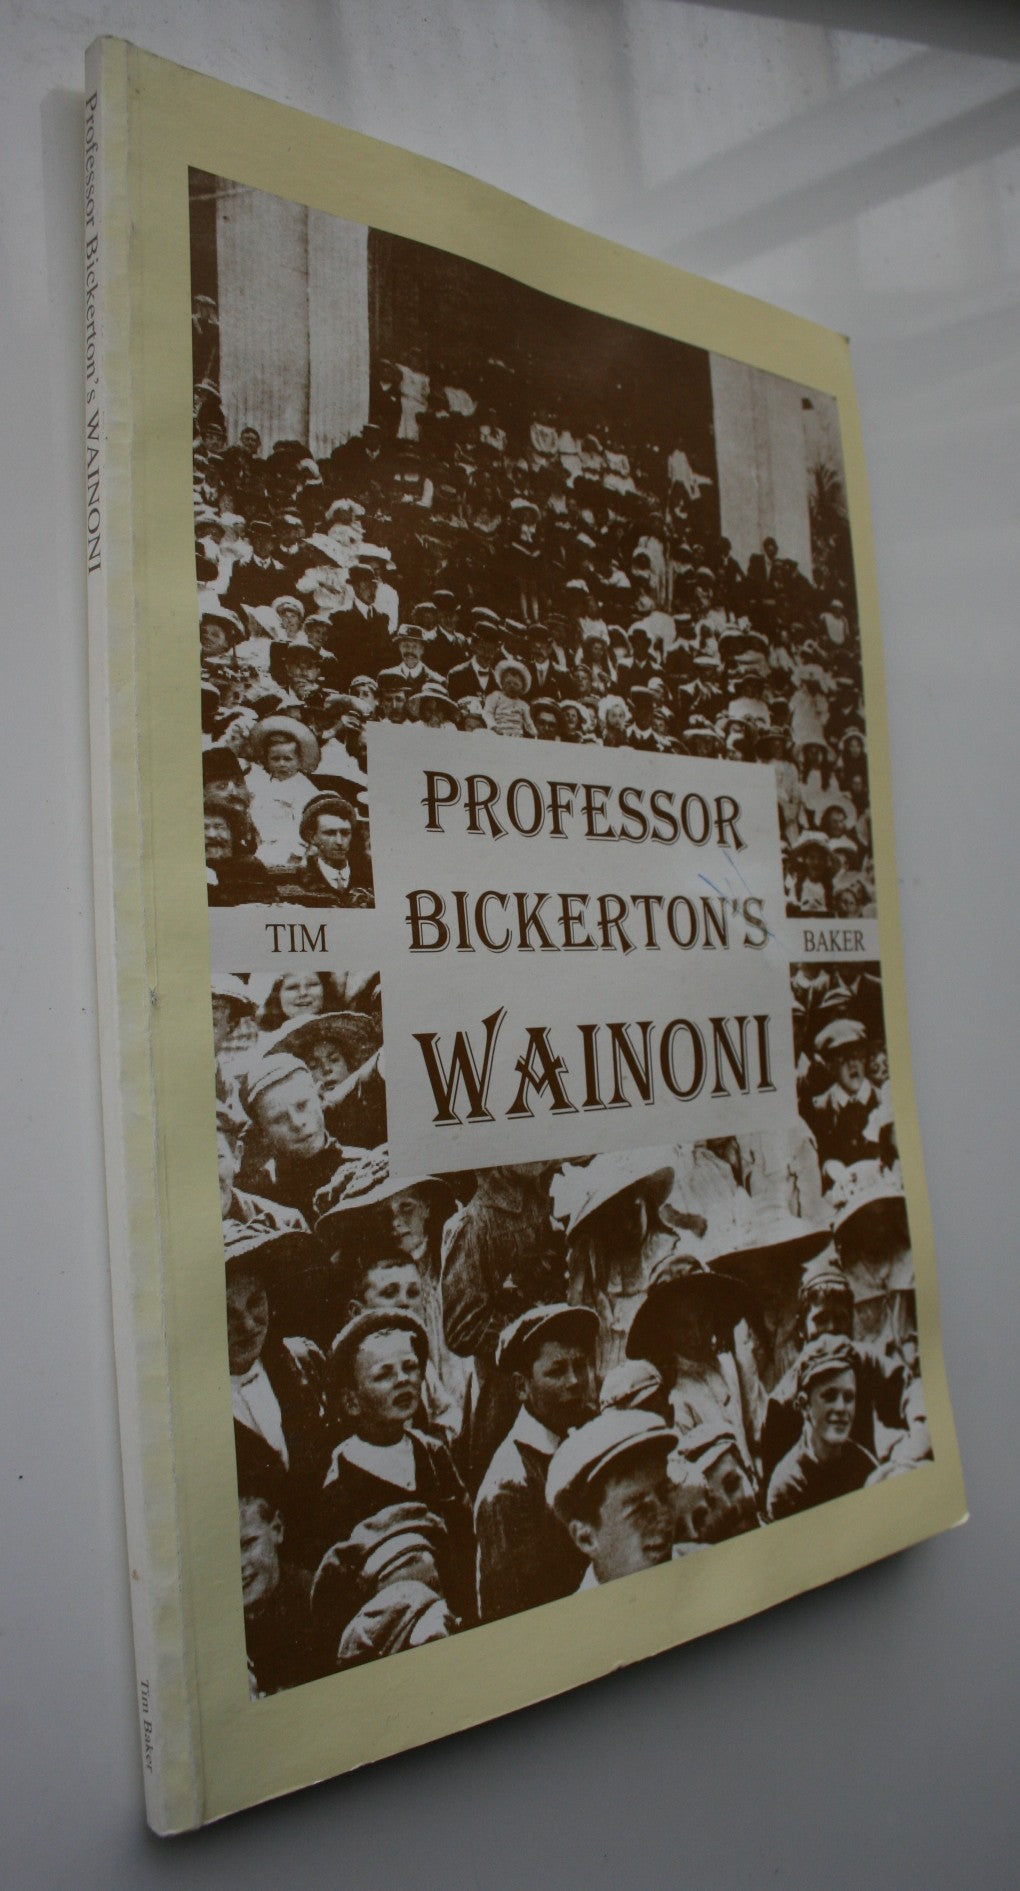 Professor Bickerton's WAINONI
Tim Baker
PROFESSOR
BICKERTON'S
WAINONI
TIM
BAKER